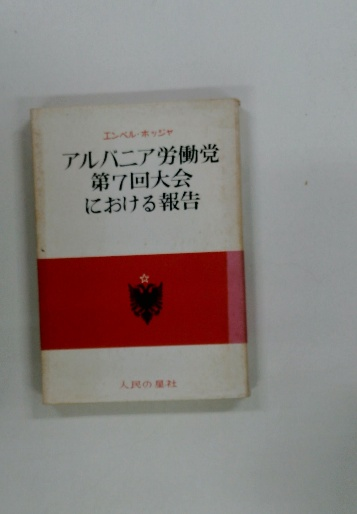 エンベル・ホッジャ
アルバニア労働党
第7回大会
における報告
人民の星社